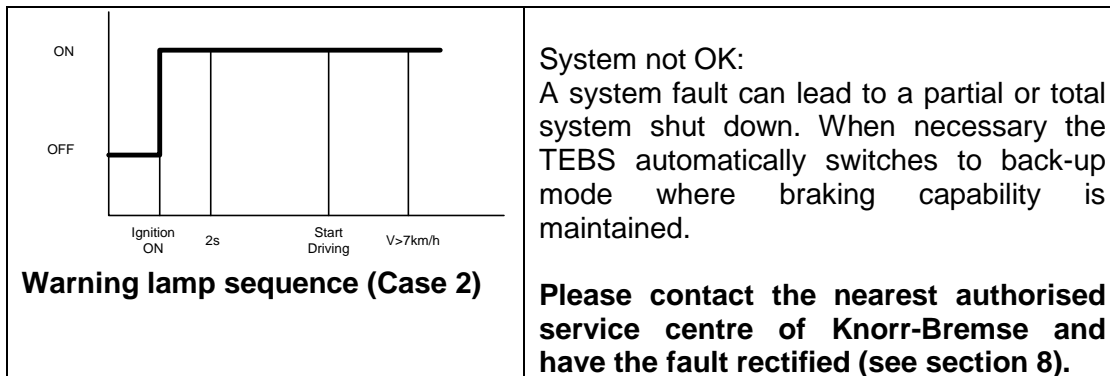 ON
OFF
Ignition
ON
2s
Start
Driving
V>7km/h
Warning lamp sequence (Case 2)
System not OK:
A system fault can lead to a partial or total
system shut down. When necessary the
TEBS automatically switches to back-up
mode where braking capability is
maintained.
Please contact the nearest authorised
service centre of Knorr-Bremse and
have the fault rectified (see section 8).